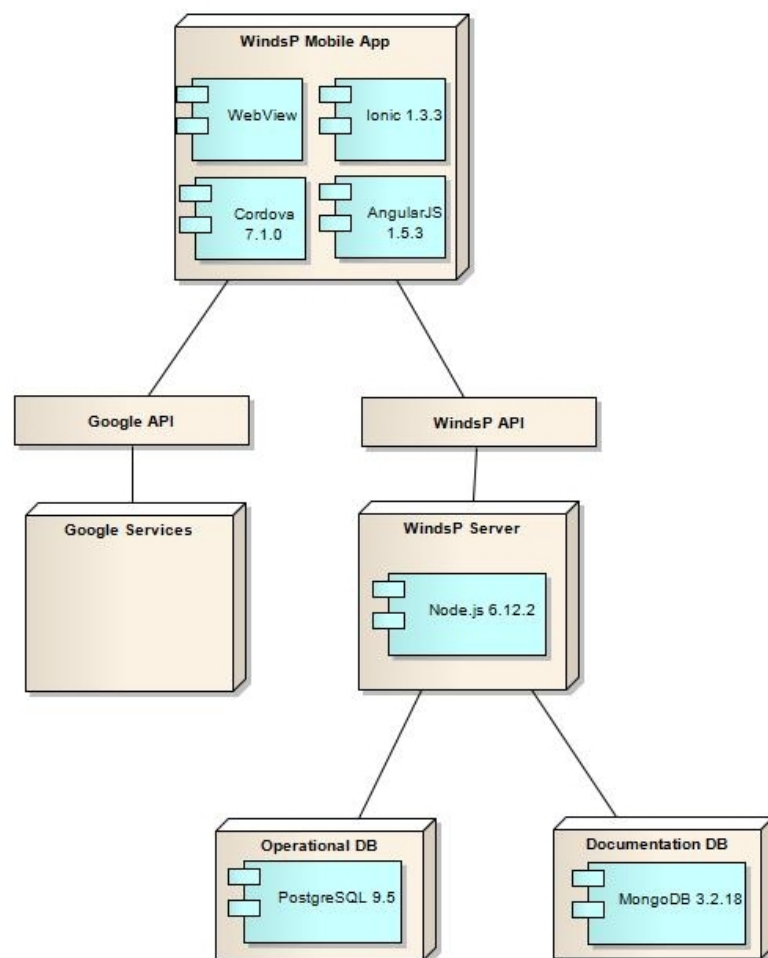 WindsP Mobile App
WebView
Ionic 1.3.3
Cordova
7.1.0
AngularJS
1.5.3
Google API
WindsP API
Google Services
WindsP Server
Node.js 6.12.2
Operational DB
Documentation DB
PostgreSQL 9.5
MongoDB 3.2.18